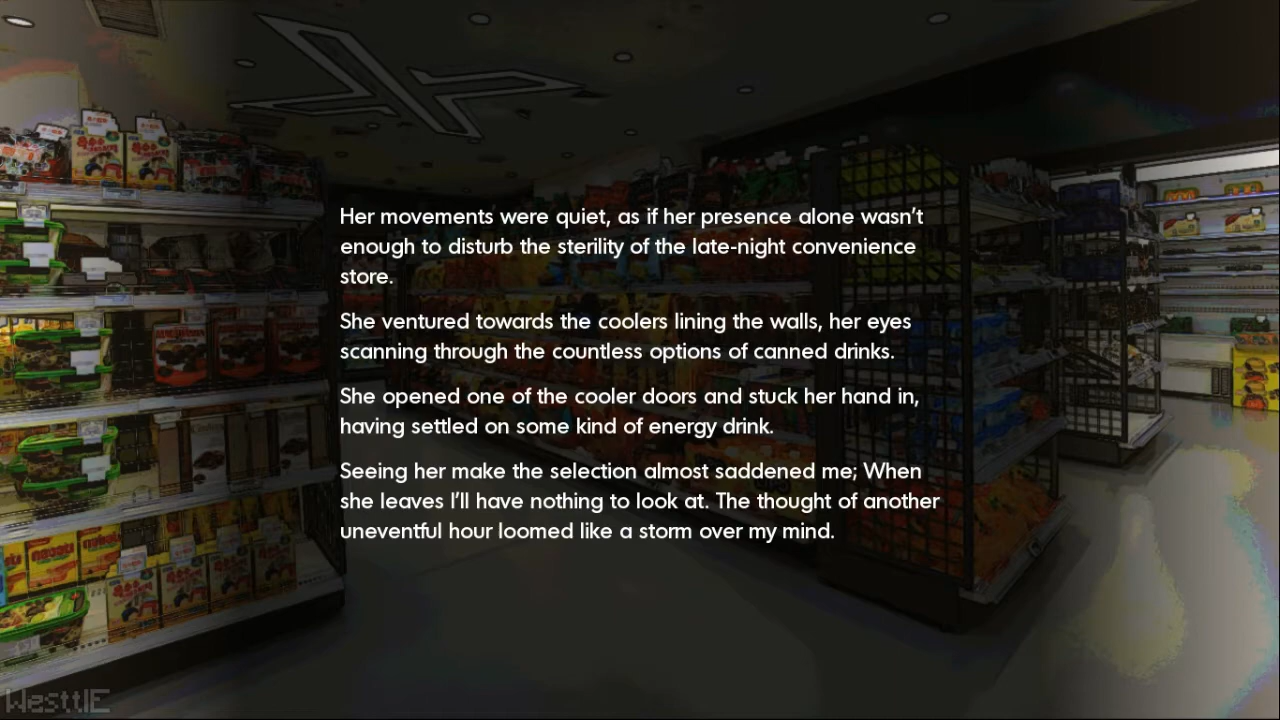 Her movements were quiet, as if her presence alone wasn't
enough to disturb the sterility of the late-night convenience
store.
She ventured towards the coolers lining the walls, her eyes
scanning through the countless options of canned drinks.
She opened one of the cooler doors and stuck her hand in,
having settled on some kind of energy drink.
Seeing her make the selection almost saddened me; When
she leaves I'll have nothing to look at. The thought of another
uneventful hour loomed like a storm over my mind.
WesttIE